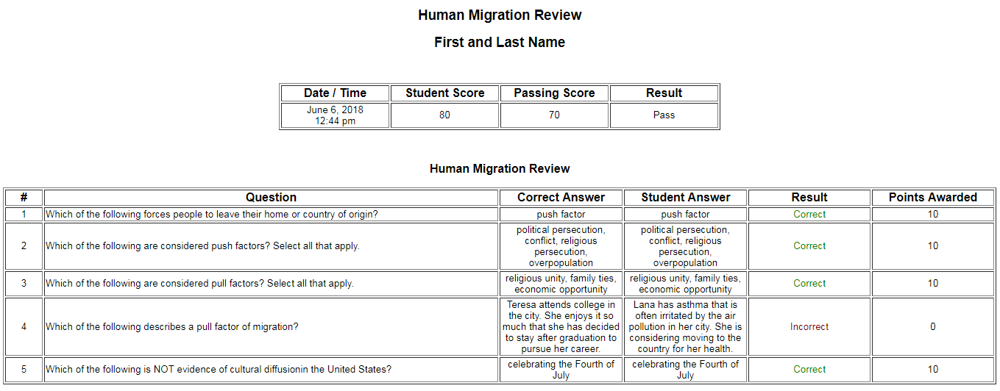 Human Migration Review
First and Last Name
Date / Time Student Score Passing Score Result
June 6, 2018
12:44 pm
80
70
Pass
Human Migration Review
# Question Correct Answer Student Answer Result Points Awarded
1
Which of the following forces people to leave their home or country of origin?
push factor
push factor
Correct
10
2
Which of the following are considered push factors? Select all that apply.
political persecution,
conflict, religious
persecution,
overpopulation
political persecution,
conflict, religious
persecution,
overpopulation
Correct
10
3
Which of the following are considered pull factors? Select all that apply.
religious unity, family ties,
economic opportunity
religious unity, family ties,
economic opportunity
Correct
10
4
Which of the following describes a pull factor of migration?
Teresa attends college in
the city. She enjoys it so
much that she has decided
to stay after graduation to
pursue her career.
Lana has asthma that is
often irritated by the air
pollution in her city. She is
considering moving to the
country for her health.
Incorrect
0
5
Which of the following is NOT evidence of cultural diffusionin the United States?
celebrating the Fourth of
July
celebrating the Fourth of
July
Correct
10